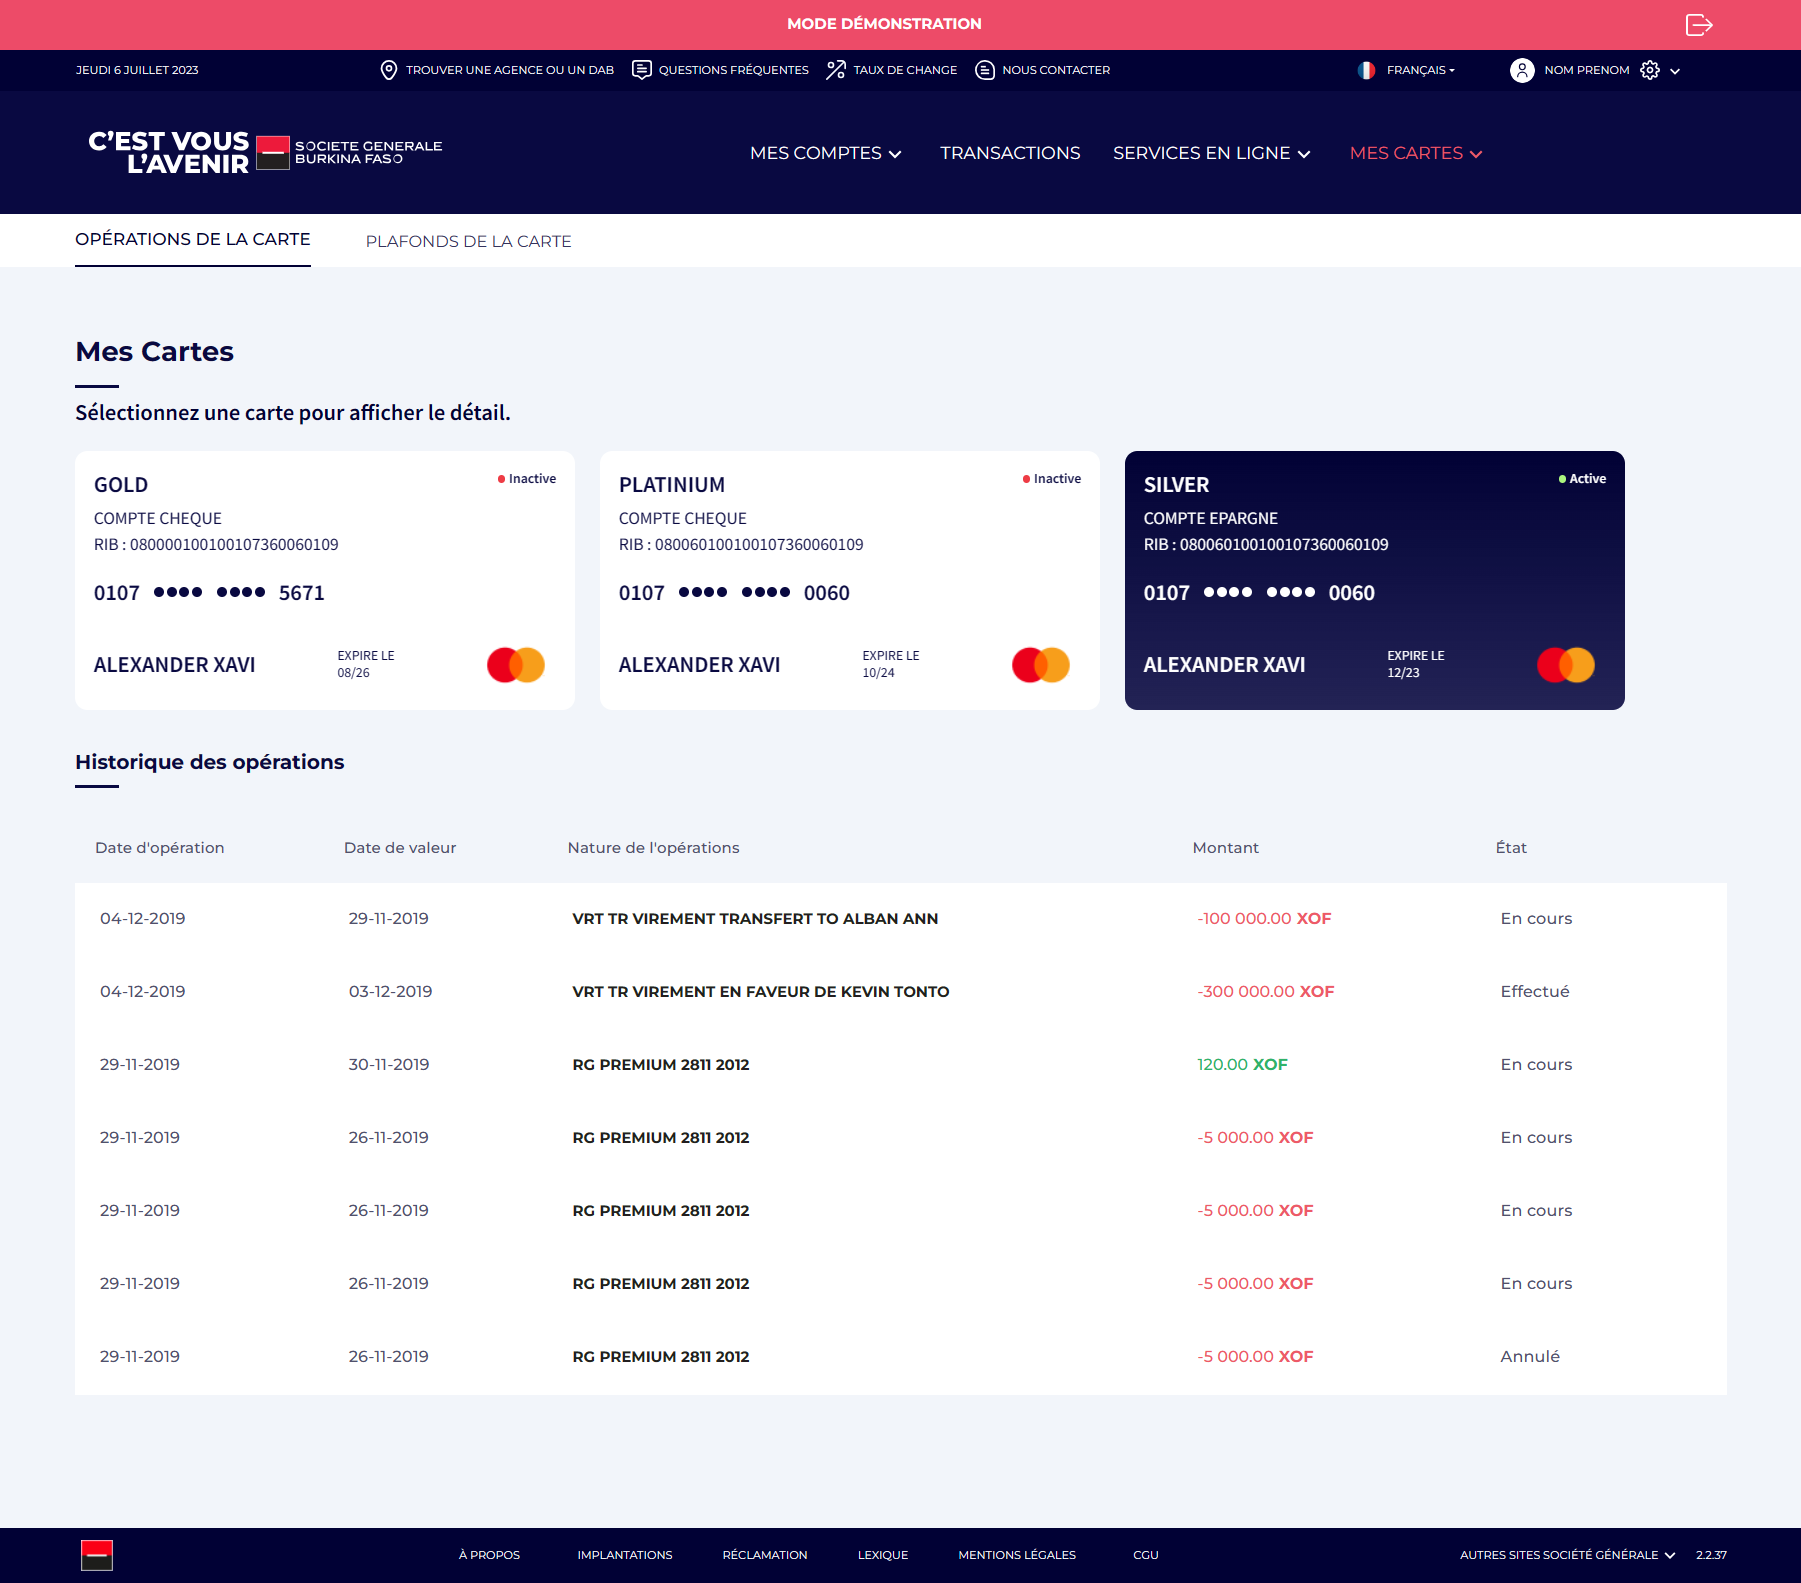 MODE DÉMONSTRATION
JEUDI 6 JUILLET 2023
TROUVER UNE AGENCE OU UN DAB
QUESTIONS FRÉQUENTES
TAUX DE CHANGE
NOUS CONTACTER
FRANÇAIS
NOM PRENOM
C'EST VOUS
L'AVENIR
SOCIETE GENERALE
BURKINA FASO
MES COMPTES
TRANSACTIONS
SERVICES EN LIGNE
MES CARTES
OPÉRATIONS DE LA CARTE
PLAFONDS DE LA CARTE
Mes Cartes
Sélectionnez une carte pour afficher le détail.
GOLD
Inactive
COMPTE CHEQUE
RIB : 080000100100107360060109
0107 •••• •••• 5671
ALEXANDER XAVI
EXPIRE LE
08/26
PLATINIUM
Inactive
COMPTE CHEQUE
RIB : 080060100100107360060109
0107 •••• •••• 0060
ALEXANDER XAVI
EXPIRE LE
10/24
SILVER
Active
COMPTE EPARGNE
RIB : 080060100100107360060109
0107 •••• •••• 0060
ALEXANDER XAVI
EXPIRE LE
12/23
Historique des opérations
Date d'opération Date de valeur Nature de l'opérations Montant État
04-12-2019 29-11-2019 VRT TR VIREMENT TRANSFERT TO ALBAN ANN -100 000.00 XOF En cours
04-12-2019 03-12-2019 VRT TR VIREMENT EN FAVEUR DE KEVIN TONTO -300 000.00 XOF Effectué
29-11-2019 30-11-2019 RG PREMIUM 2811 2012 120.00 XOF En cours
29-11-2019 26-11-2019 RG PREMIUM 2811 2012 -5 000.00 XOF En cours
29-11-2019 26-11-2019 RG PREMIUM 2811 2012 -5 000.00 XOF En cours
29-11-2019 26-11-2019 RG PREMIUM 2811 2012 -5 000.00 XOF En cours
29-11-2019 26-11-2019 RG PREMIUM 2811 2012 -5 000.00 XOF Annulé
À PROPOS
IMPLANTATIONS
RÉCLAMATION
LEXIQUE
MENTIONS LÉGALES
CGU
AUTRES SITES SOCIÉTÉ GÉNÉRALE
2.2.37